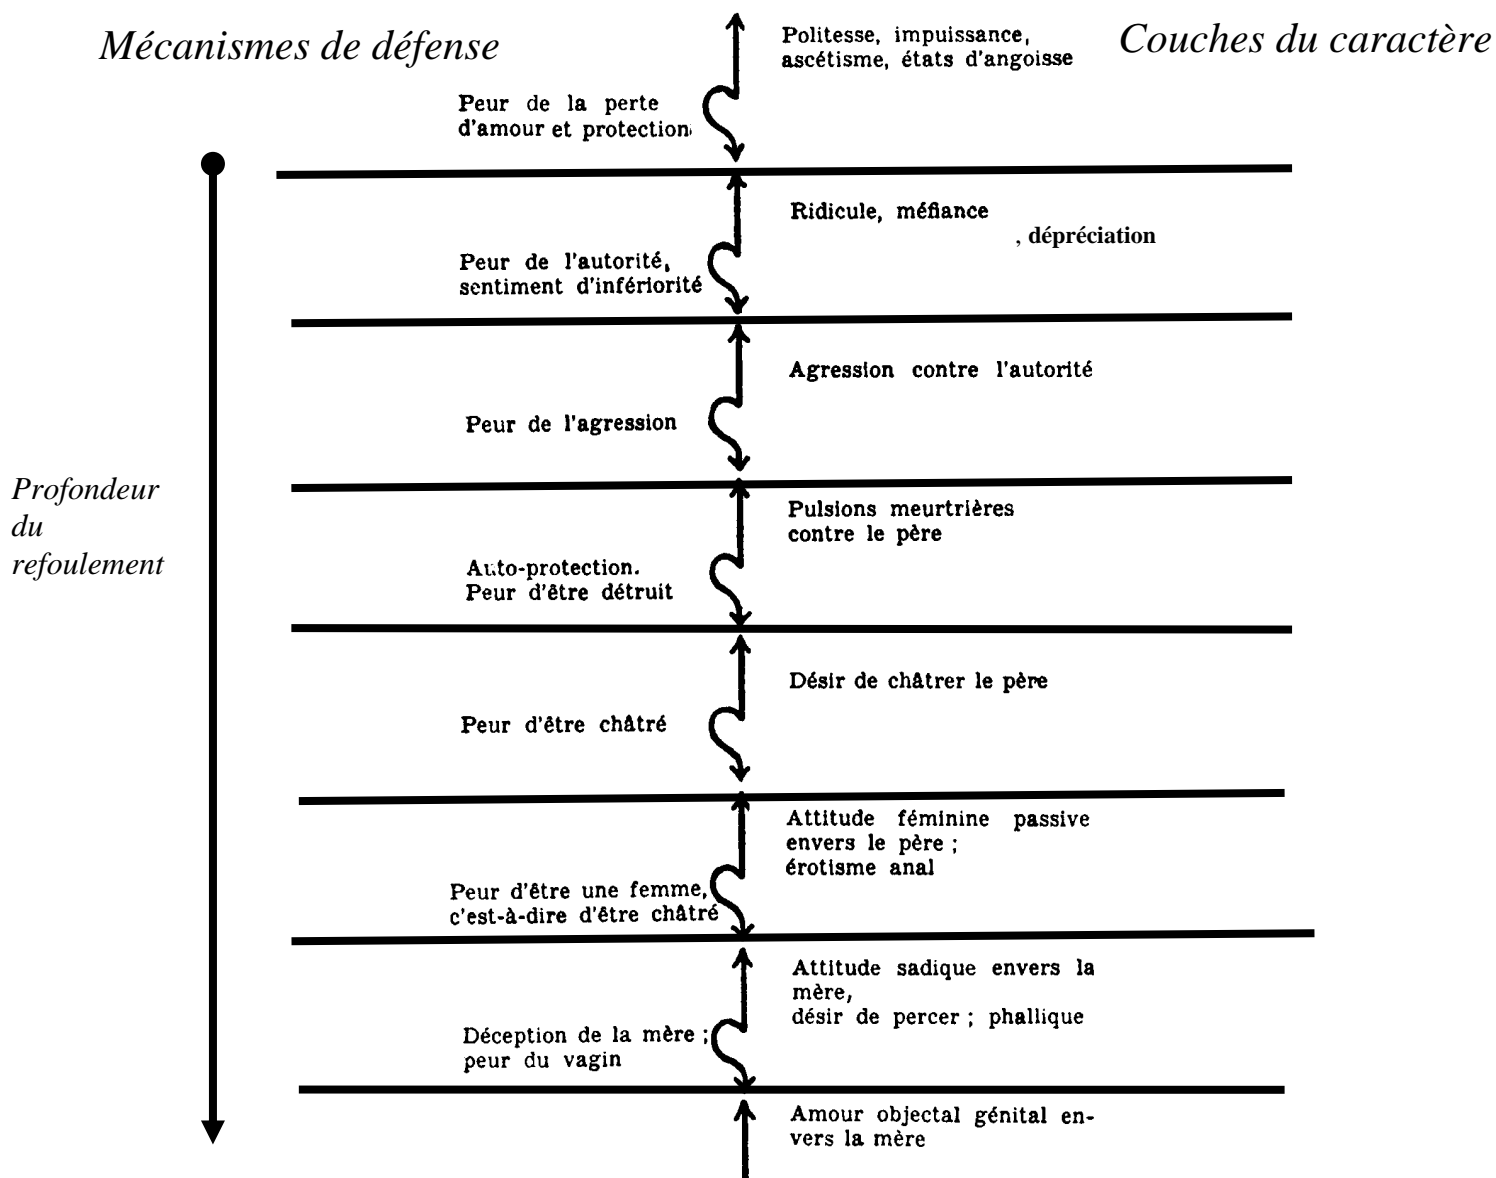 Mécanismes de défense
Couches du caractère
Politesse, impuissance,
ascétisme, états d'angoisse
Peur de la perte
d'amour et protection
Ridicule, méfiance
, dépréciation
Peur de l'autorité,
sentiment d'infériorité
Agression contre l'autorité
Peur de l'agression
Profondeur
du
refoulement
Pulsions meurtrières
contre le père
Auto-protection.
Peur d'être détruit
Désir de châtrer le père
Peur d'être châtré
Attitude féminine passive
envers le père ;
érotisme anal
Peur d'être une femme,
c'est-à-dire d'être châtré
Attitude sadique envers la
mère,
désir de percer ; phallique
Déception de la mère ;
peur du vagin
Amour objectal génital en-
vers la mère